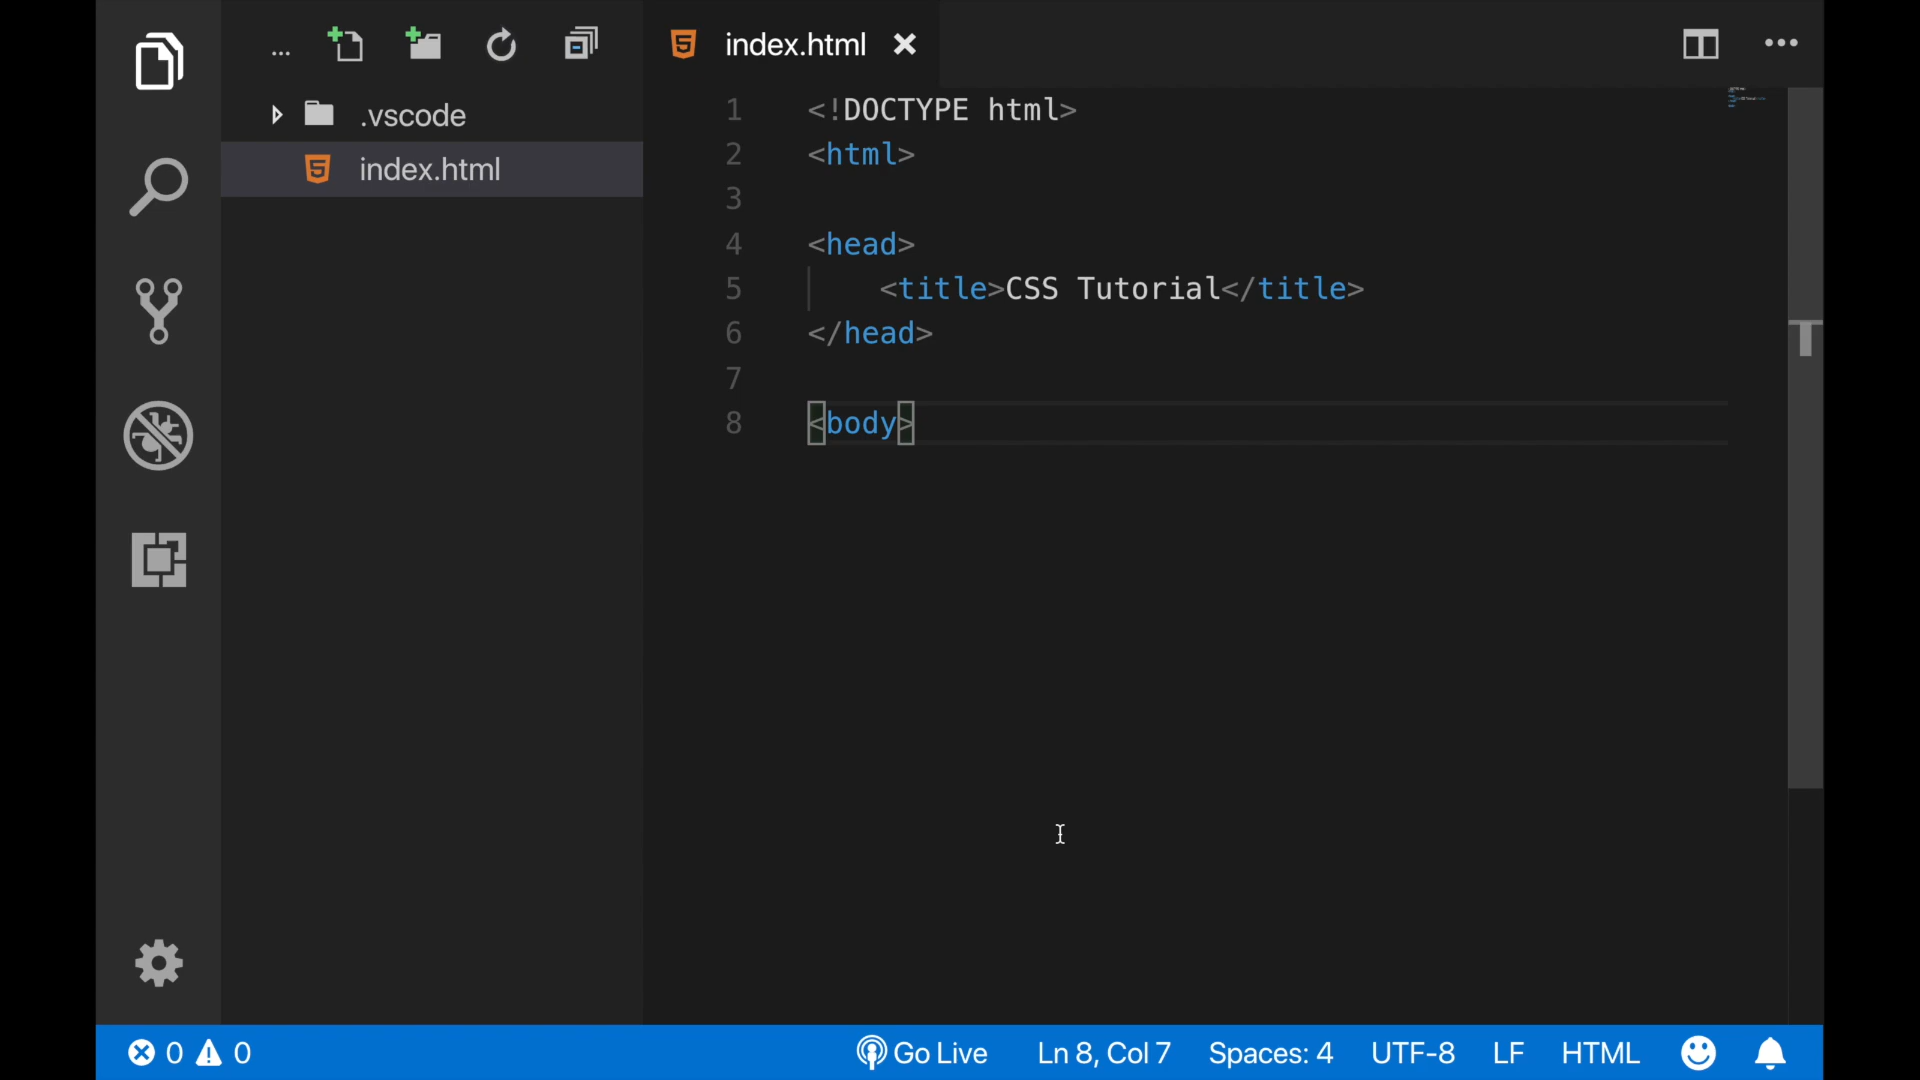 ... 
index.html
.vscode
index.html
1 <!DOCTYPE html>
2 <html>
3
4 <head>
5     <title>CSS Tutorial</title>
6 </head>
7
8 <body>
0 0 Go Live Ln 8, Col 7 Spaces: 4 UTF-8 LF HTML